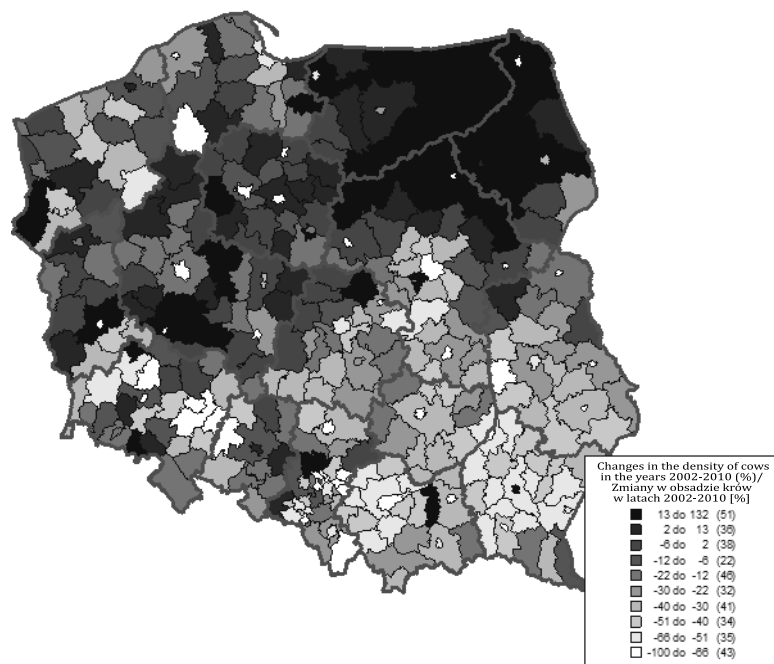 Changes in the density of cows
in the years 2002-2010 (%)/
Zmiany w obsadzie krów
w latach 2002-2010 [%]
13 do 132 (51)
2 do 13 (36)
-6 do 2 (38)
-12 do -6 (22)
-22 do -12 (46)
-30 do -22 (32)
-40 do -30 (41)
-51 do -40 (34)
-66 do -51 (35)
-100 do -66 (43)